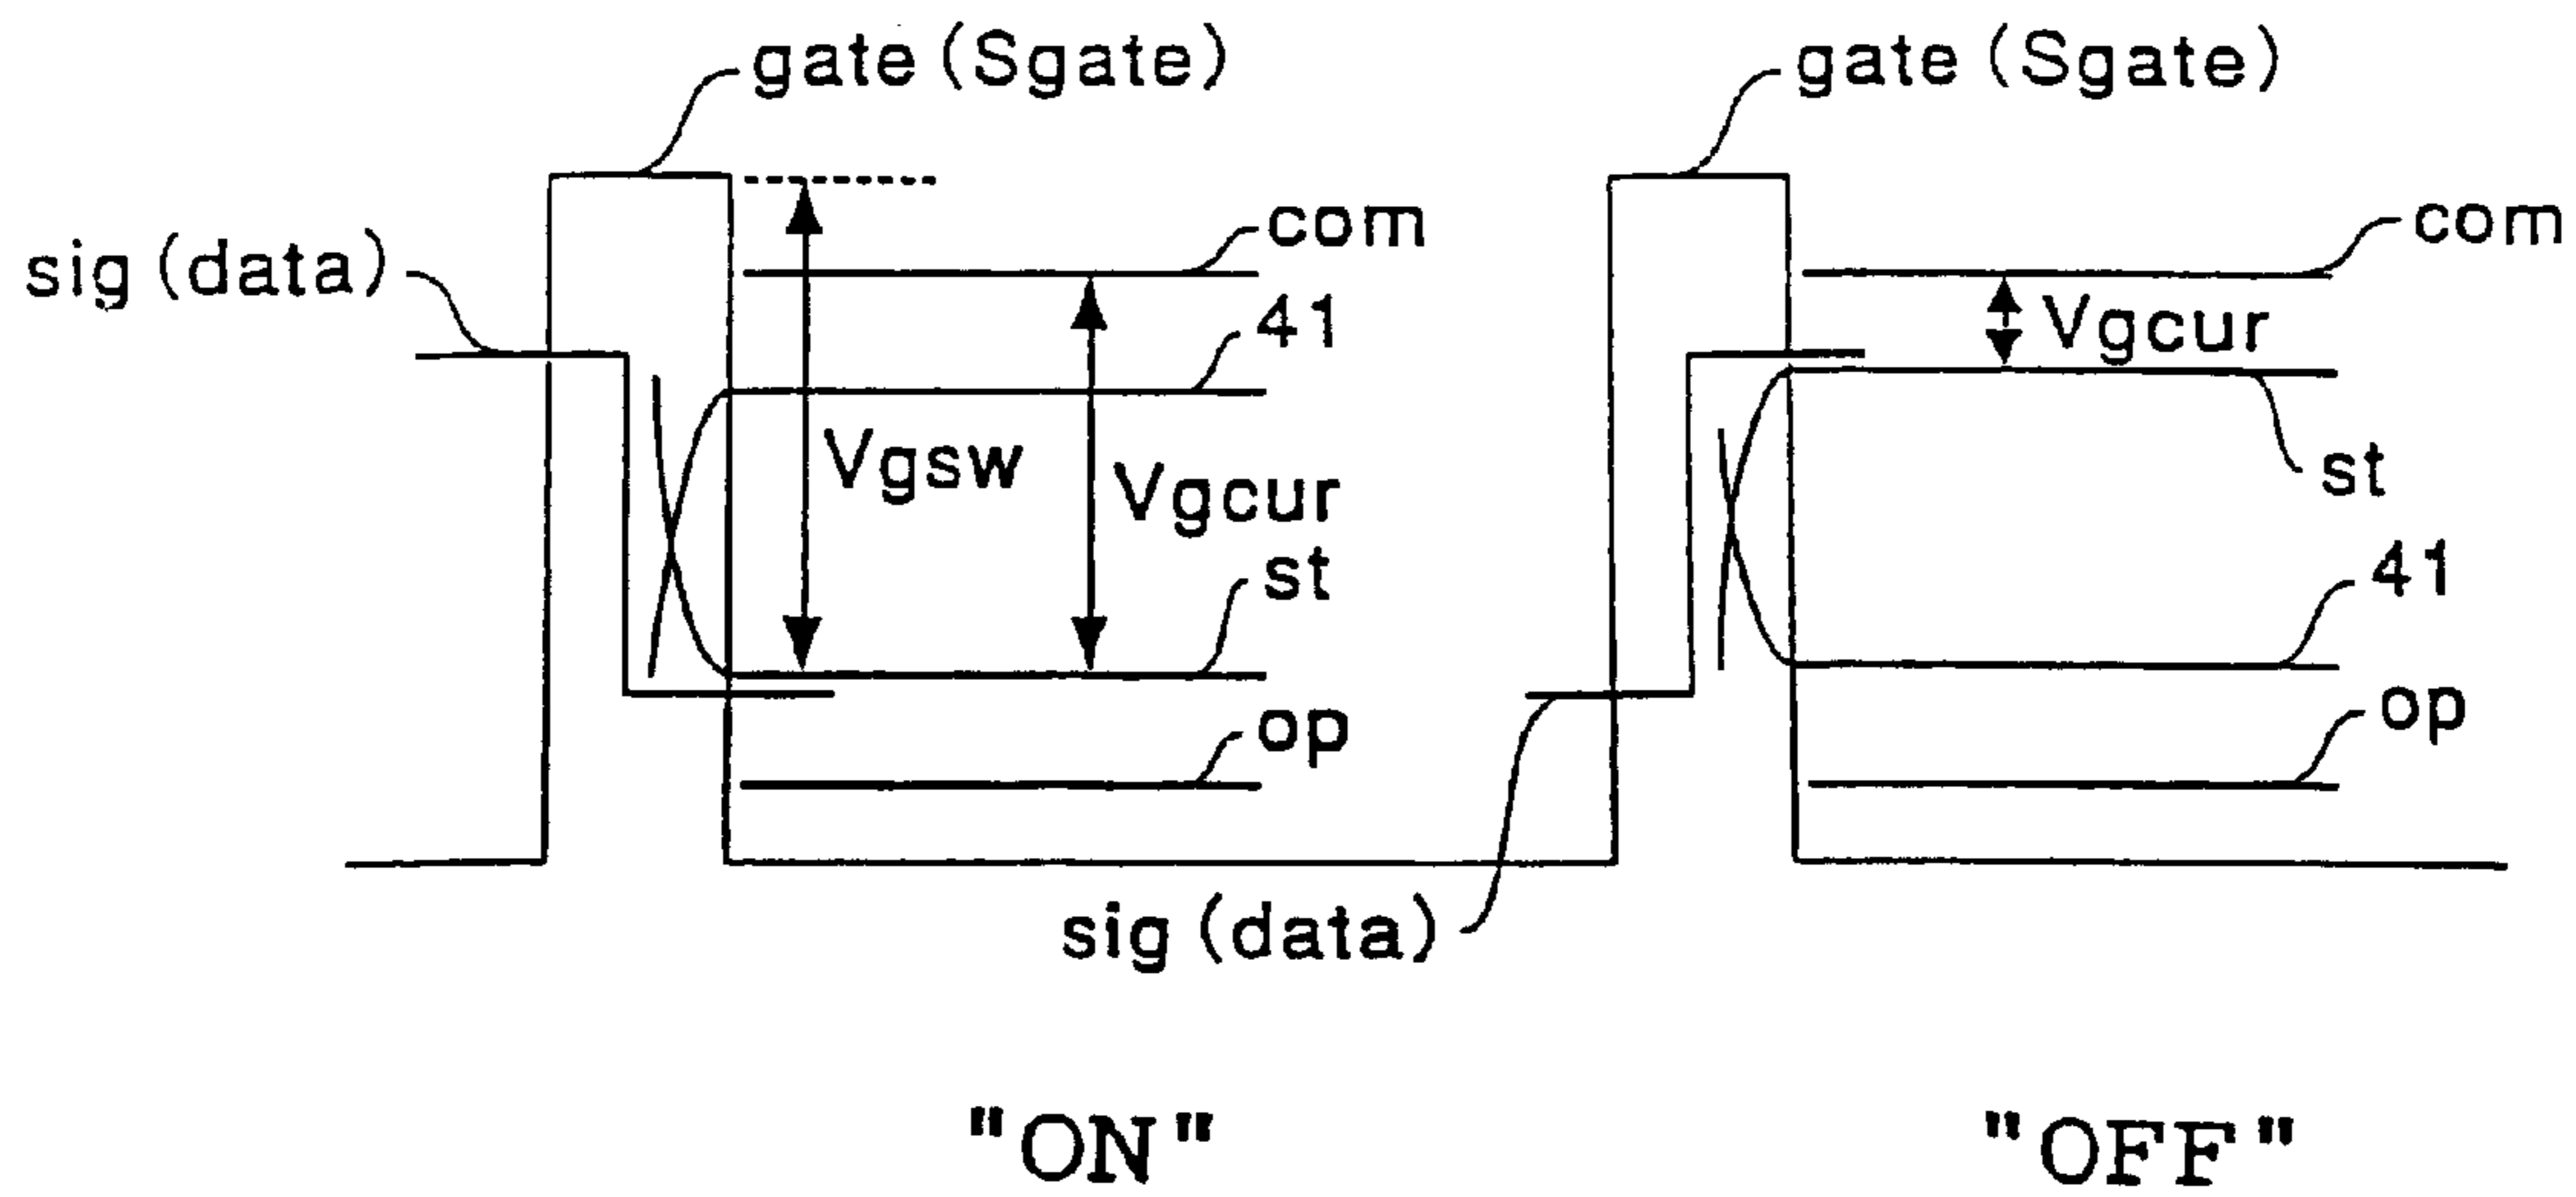 gate (Sgate)
gate (Sgate)
sig (data)
com
com
41
Vgcur
Vgsw
Vgcur
st
st
41
op
op
sig (data)
"ON"
"OFF"